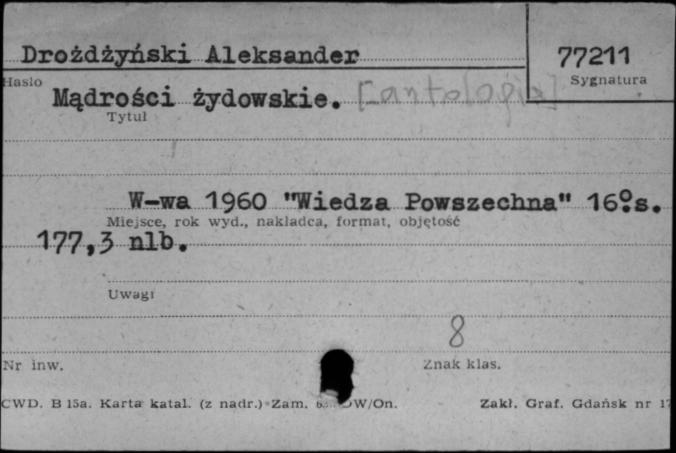 Drożdżyński Aleksander 77211
Hasło Sygnatura
Mądrości żydowskie. [antologia]
Tytuł
W-wa 1960 "Wiedza Powszechna" 16°s.
Miejsce, rok wyd., nakładca, format, objętość
177,3 nlb.
Uwagi
8
Nr inw. Znak klas.
CWD. B 15a. Karta katal. (z nadr.) Zam. W/On. Zakł. Graf. Gdańsk nr